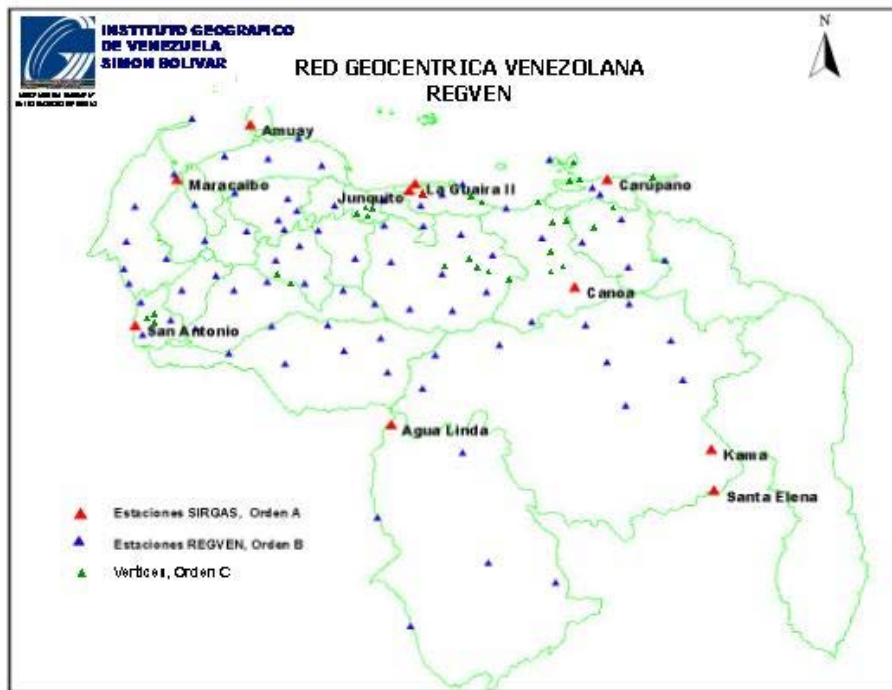 INSTITUTO GEOGRAFICO
DE VENEZUELA
SIMON BOLIVAR
RED GEOCENTRICA VENEZOLANA
REGVEN
N
Amuay
Maracaibo
Junquito
La Guaira II
Carupano
Canoa
San Antonio
Agua Linda
Kama
Santa Elena
Estaciones SIRGAS, Orden A
Estaciones REGVEN, Orden B
Vertices, Orden C